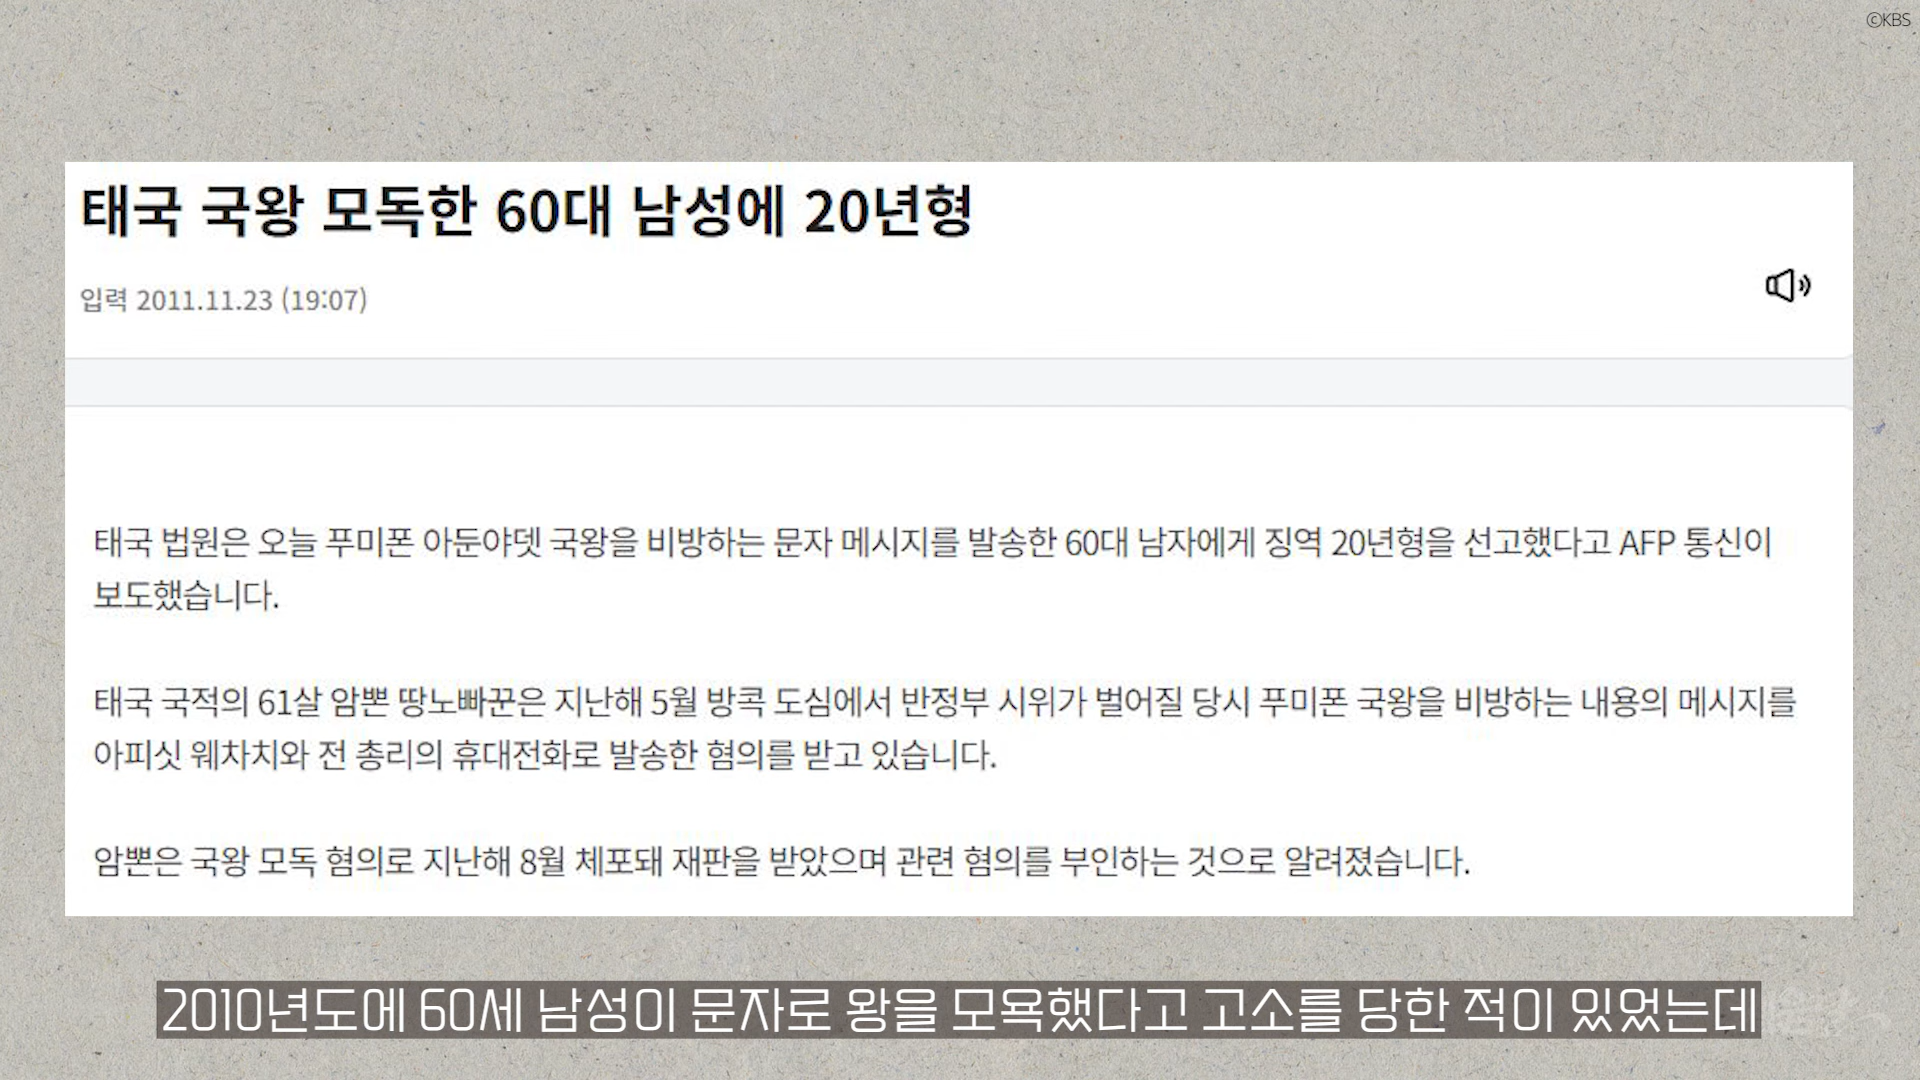 ©KBS
태국 국왕 모독한 60대 남성에 20년형
입력 2011.11.23 (19:07)
태국 법원은 오늘 푸미폰 아둔야뎃 국왕을 비방하는 문자 메시지를 발송한 60대 남자에게 징역 20년형을 선고했다고 AFP 통신이
보도했습니다.
태국 국적의 61살 암뽄 땅노빠꾼은 지난해 5월 방콕 도심에서 반정부 시위가 벌어질 당시 푸미폰 국왕을 비방하는 내용의 메시지를
아피싯 웨차치와 전 총리의 휴대전화로 발송한 혐의를 받고 있습니다.
암뽄은 국왕 모독 혐의로 지난해 8월 체포돼 재판을 받았으며 관련 혐의를 부인하는 것으로 알려졌습니다.
2010년도에 60세 남성이 문자로 왕을 모욕했다고 고소를 당한 적이 있었는데